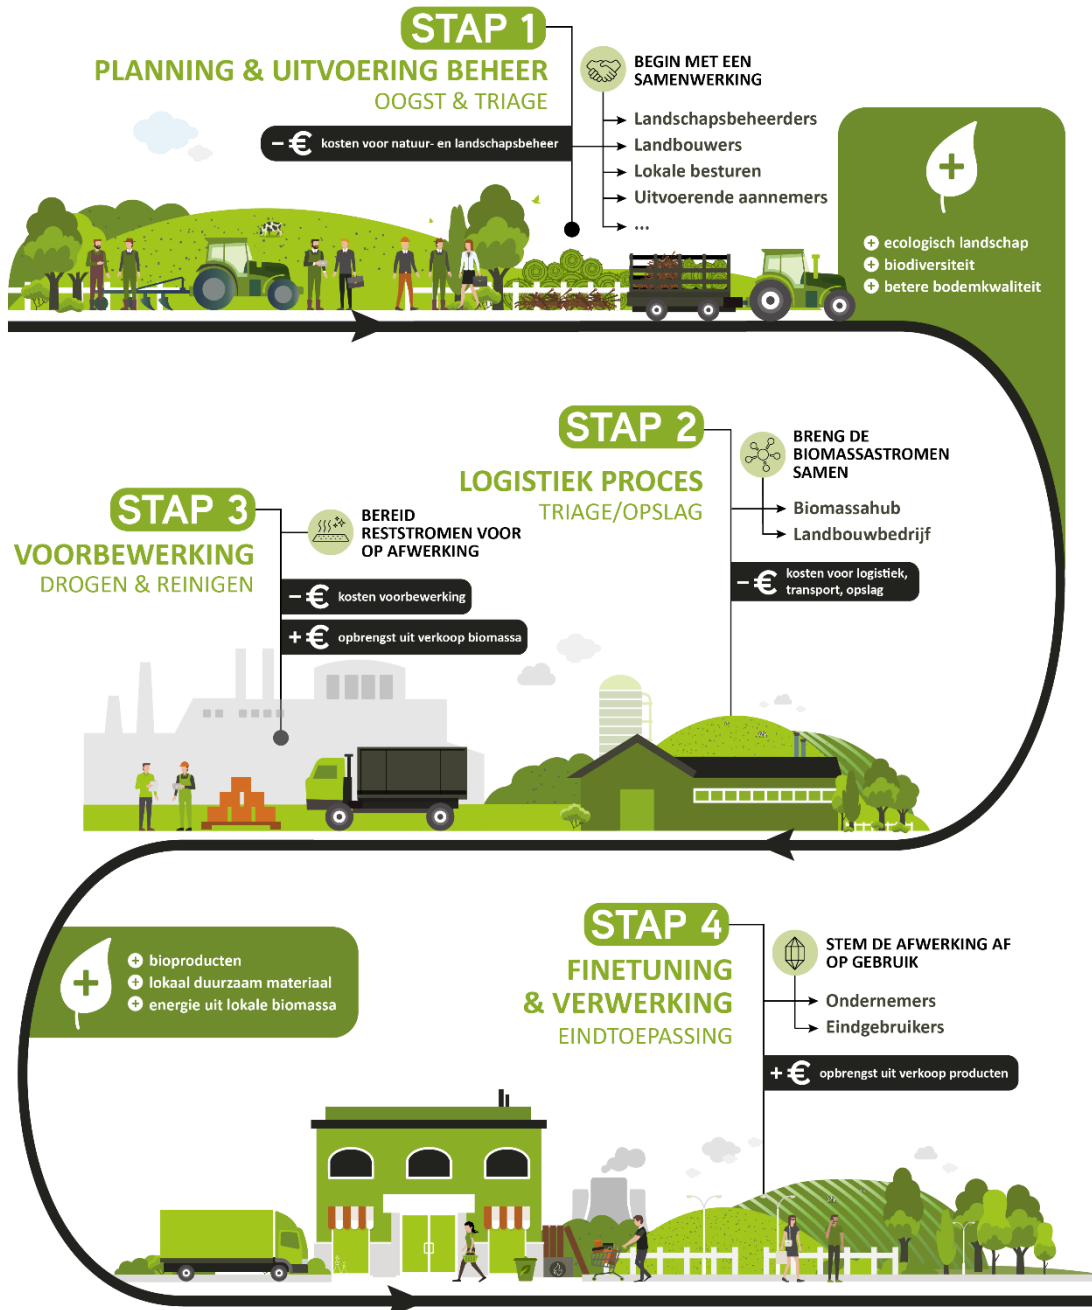 STAP 1
PLANNING & UITVOERING BEHEER
OOGST & TRIAGE
– € kosten voor natuur- en landschapsbeheer
BEGIN MET EEN
SAMENWERKING
Landschapsbeheerders
Landbouwers
Lokale besturen
Uitvoerende aannemers
...
+
+ ecologisch landschap
+ biodiversiteit
+ betere bodemkwaliteit
STAP 2
LOGISTIEK PROCES
TRIAGE/OPSLAG
BRENG DE
BIOMASSASTROMEN
SAMEN
Biomassahub
Landbouwbedrijf
– € kosten voor logistiek,
transport, opslag
STAP 3
VOORBEWERKING
DROGEN & REINIGEN
BEREID
RESTSTROMEN VOOR
OP AFWERKING
– € kosten voorbewerking
+ € opbrengst uit verkoop biomassa
+
+ bioproducten
+ lokaal duurzaam materiaal
+ energie uit lokale biomassa
STAP 4
FINETUNING
& VERWERKING
EINDTOEPASSING
STEM DE AFWERKING AF
OP GEBRUIK
Ondernemers
Eindgebruikers
+ € opbrengst uit verkoop producten